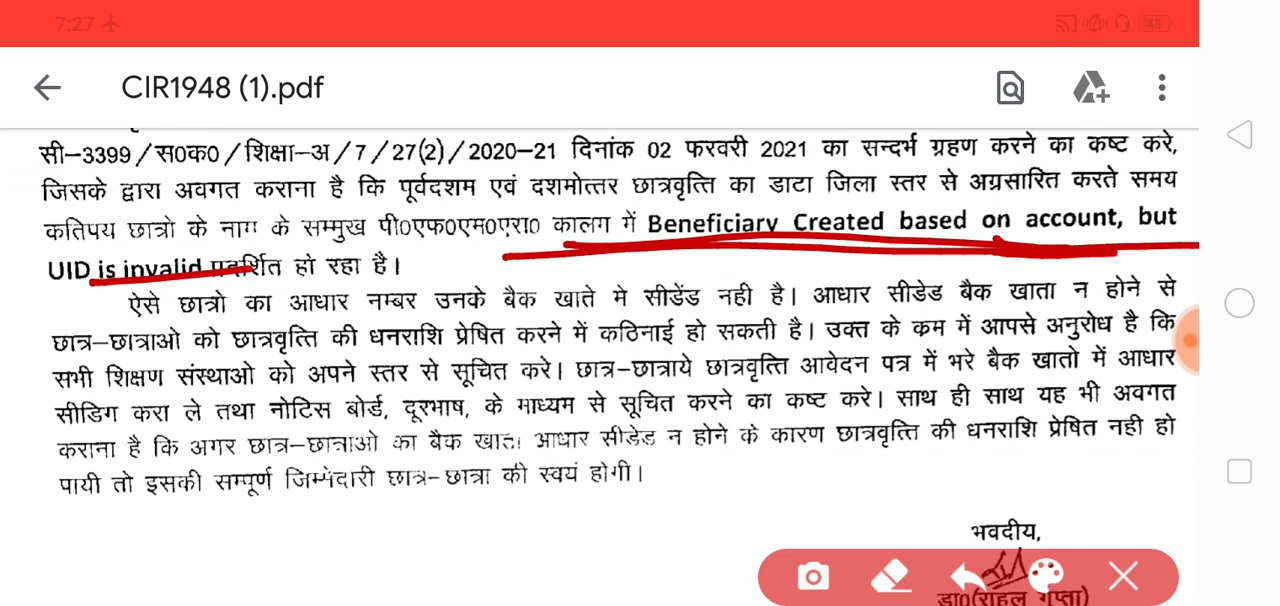 7:27
48
CIR1948 (1).pdf
सी–3399/स0क0/शिक्षा–अ/7/27(2)/2020–21 दिनांक 02 फरवरी 2021 का सन्दर्भ ग्रहण करने का कष्ट करे,
जिसके द्वारा अवगत कराना है कि पूर्वदशम एवं दशमोत्तर छात्रवृत्ति का डाटा जिला स्तर से अग्रसारित करते समय
कतिपय छात्रो के नाम के सम्मुख पी0एफ0एम0एस0 कालम में Beneficiary Created based on account, but
UID is invalid प्रदर्शित हो रहा है।
ऐसे छात्रो का आधार नम्बर उनके बैक खाते मे सीडेंड नही है। आधार सीडेड बैक खाता न होने से
छात्र–छात्राओ को छात्रवृत्ति की धनराशि प्रेषित करने में कठिनाई हो सकती है। उक्त के कम में आपसे अनुरोध है कि
सभी शिक्षण संस्थाओ को अपने स्तर से सूचित करे। छात्र–छात्राये छात्रवृत्ति आवेदन पत्र में भरे बैक खातो में आधार
सीडिग करा ले तथा नोटिस बोर्ड, दूरभाष, के माध्यम से सूचित करने का कष्ट करे। साथ ही साथ यह भी अवगत
कराना है कि अगर छात्र–छात्राओ का बैक खाता आधार सीडेड न होने के कारण छात्रवृत्ति की धनराशि प्रेषित नही हो
पायी तो इसकी सम्पूर्ण जिम्मेदारी छात्र–छात्रा की स्वयं होगी।
भवदीय,
डा0(राहुल गुप्ता)